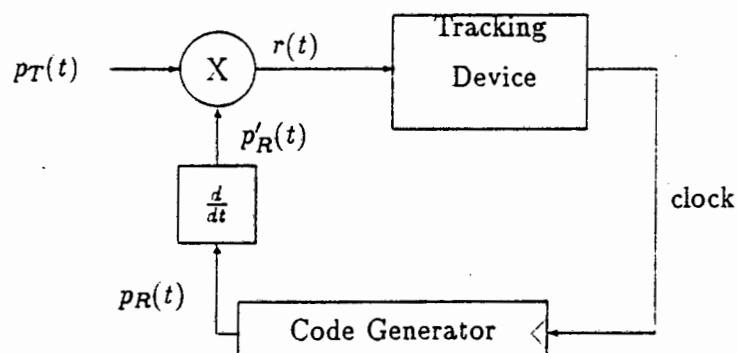 Tracking
Device
p_T(t)
X
r(t)
p'_R(t)
d/dt
clock
p_R(t)
Code Generator